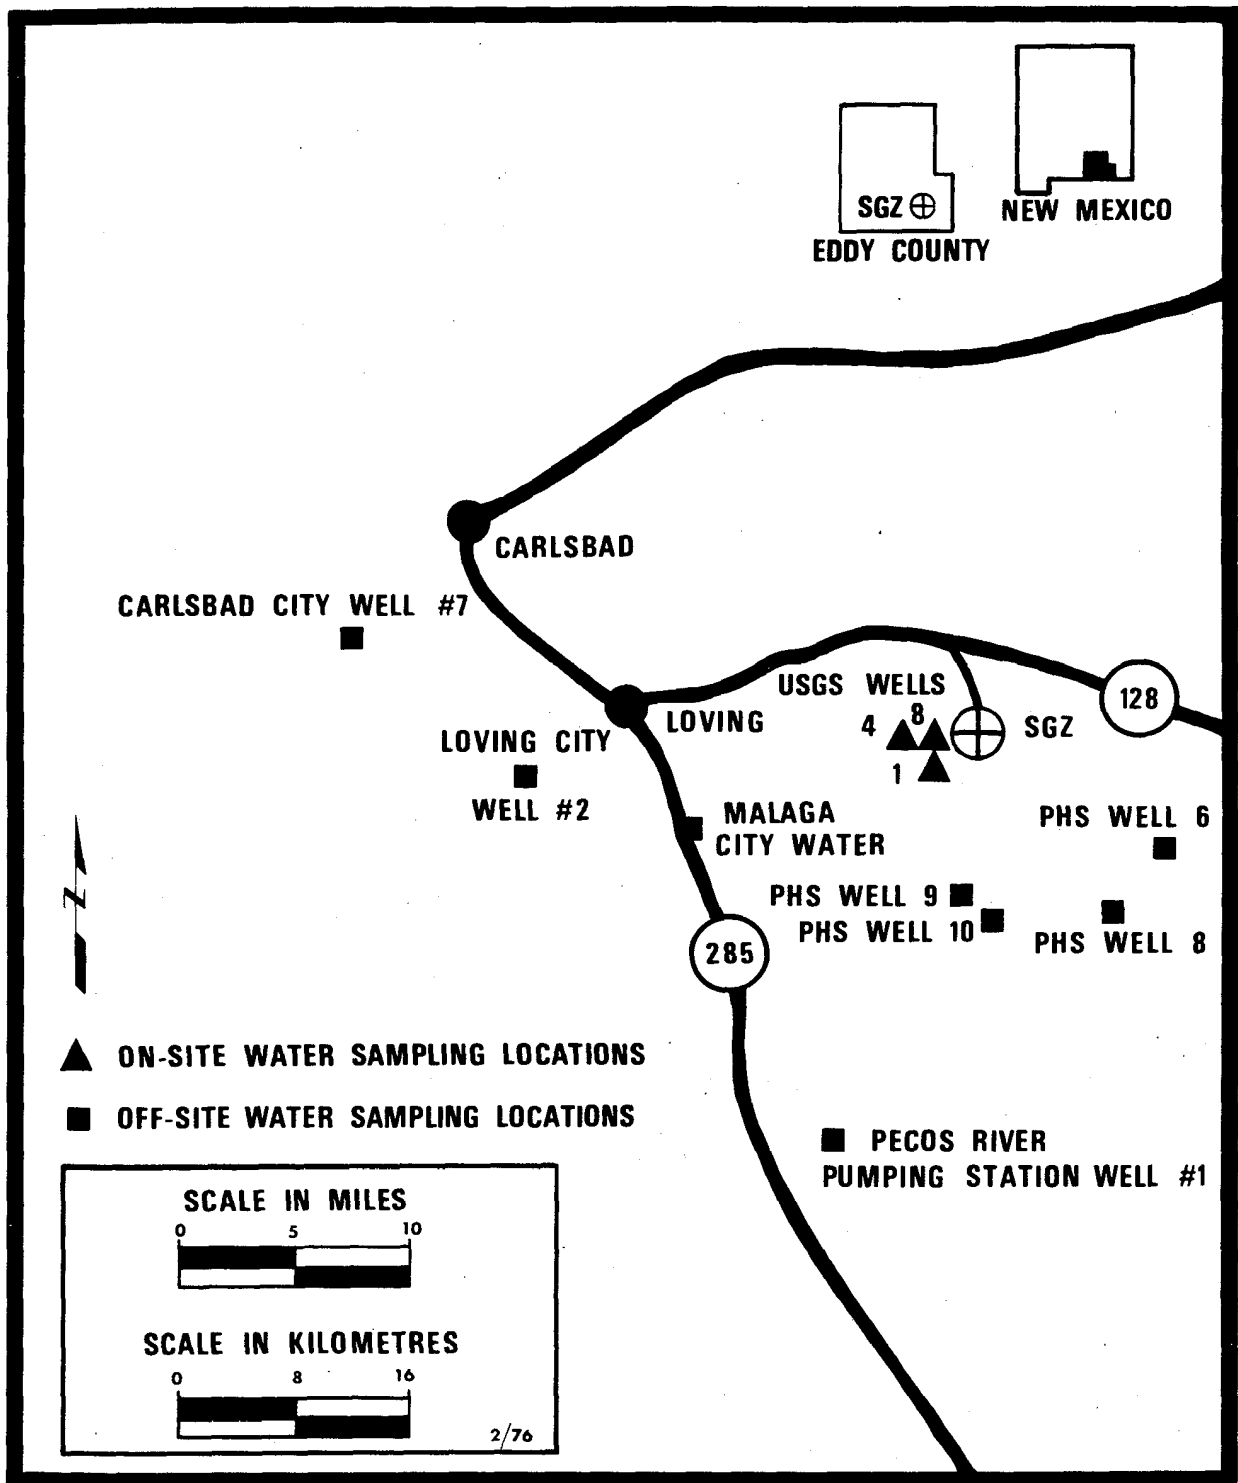 SGZ
EDDY COUNTY
NEW MEXICO
CARLSBAD
CARLSBAD CITY WELL #7
USGS WELLS
4
8
1
SGZ
128
LOVING
LOVING CITY
WELL #2
MALAGA
CITY WATER
PHS WELL 6
PHS WELL 9
PHS WELL 10
PHS WELL 8
N
285
ON-SITE WATER SAMPLING LOCATIONS
OFF-SITE WATER SAMPLING LOCATIONS
PECOS RIVER
PUMPING STATION WELL #1
SCALE IN MILES
0 5 10
SCALE IN KILOMETRES
0 8 16
2/76